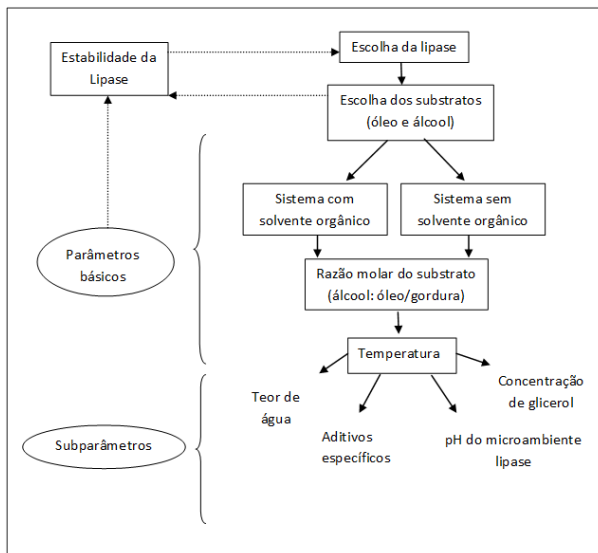 Estabilidade da
Lipase
Escolha da lipase
Escolha dos substratos
(óleo e álcool)
Sistema com
solvente orgânico
Sistema sem
solvente orgânico
Parâmetros
básicos
Razão molar do substrato
(álcool: óleo/gordura)
Temperatura
Teor de
água
Concentração
de glicerol
Subparâmetros
Aditivos
específicos
pH do microambiente
lipase